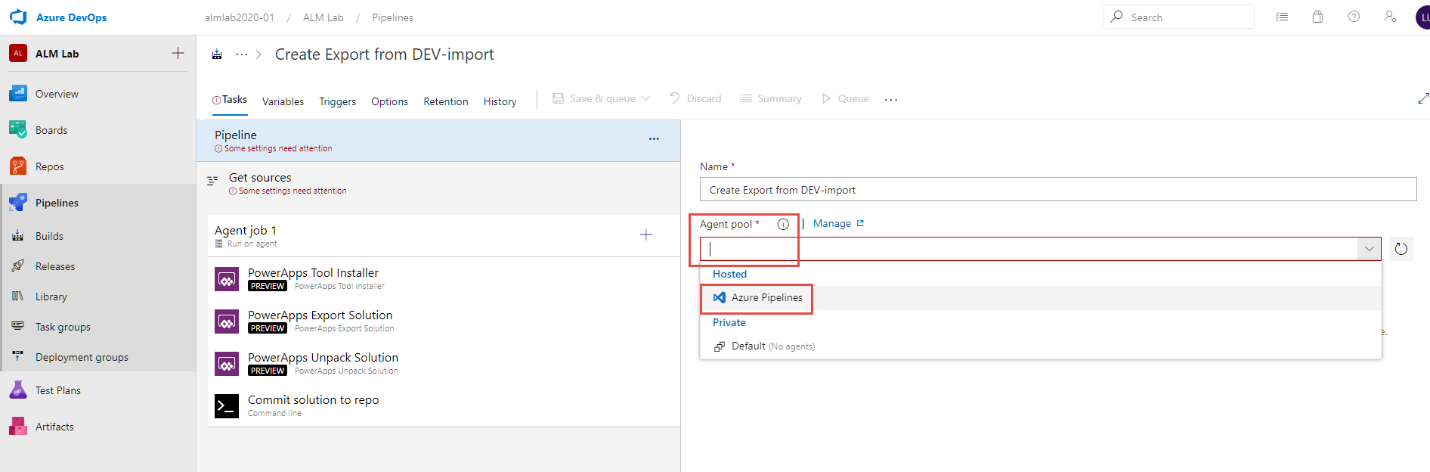 Azure DevOps
almlab2020-01 / ALM Lab / Pipelines
Search
LU
AL ALM Lab
Create Export from DEV-import
Overview
Boards
Repos
Pipelines
Builds
Releases
Library
Task groups
Deployment groups
Test Plans
Artifacts
Tasks Variables Triggers Options Retention History Save & queue Discard Summary Queue
Pipeline
Some settings need attention
Get sources
Some settings need attention
Agent job 1
Run on agent
PowerApps Tool Installer
PREVIEW PowerApps Tool Installer
PowerApps Export Solution
PREVIEW PowerApps Export Solution
PowerApps Unpack Solution
PREVIEW PowerApps Unpack Solution
Commit solution to repo
Command line
Name *
Create Export from DEV-import
Agent pool * | Manage
Hosted
Azure Pipelines
Private
Default (No agents)
e.